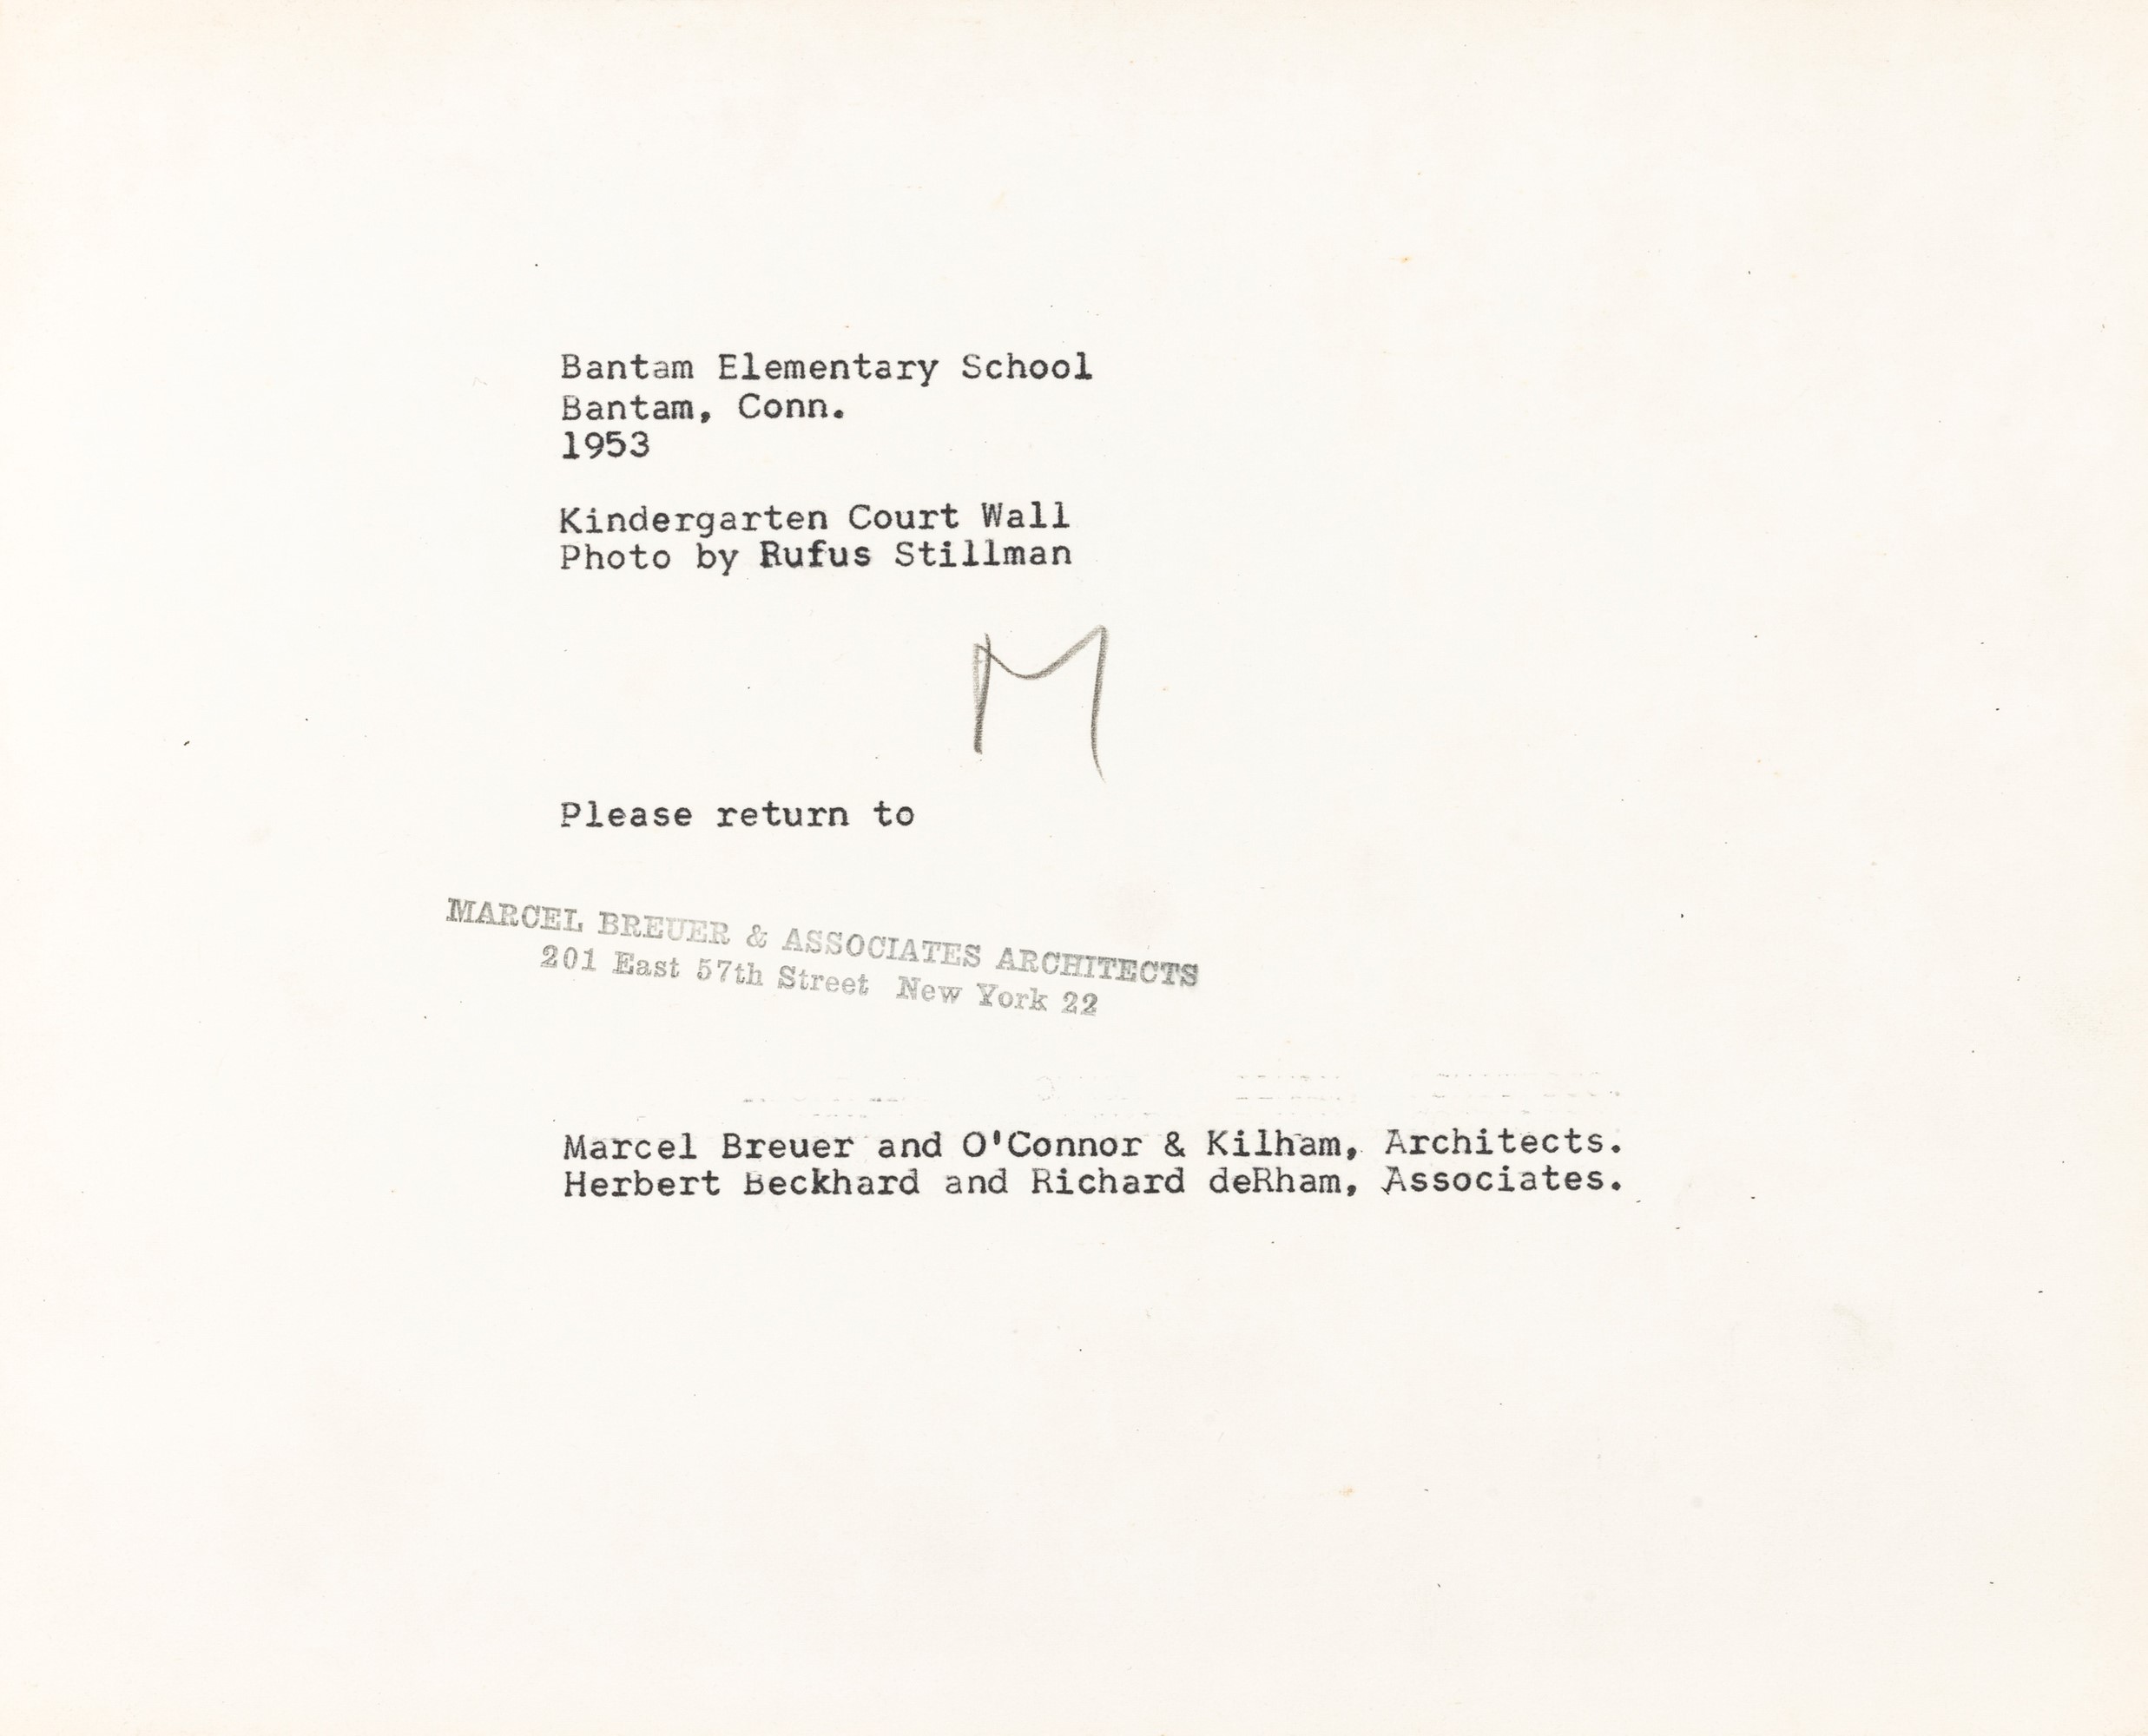 Bantam Elementary School
Bantam, Conn.
1953
Kindergarten Court Wall
Photo by Rufus Stillman
M
Please return to
MARCEL BREUER & ASSOCIATES ARCHITECTS
201 East 57th Street New York 22
Marcel Breuer and O'Connor & Kilham, Architects.
Herbert Beckhard and Richard deRham, Associates.